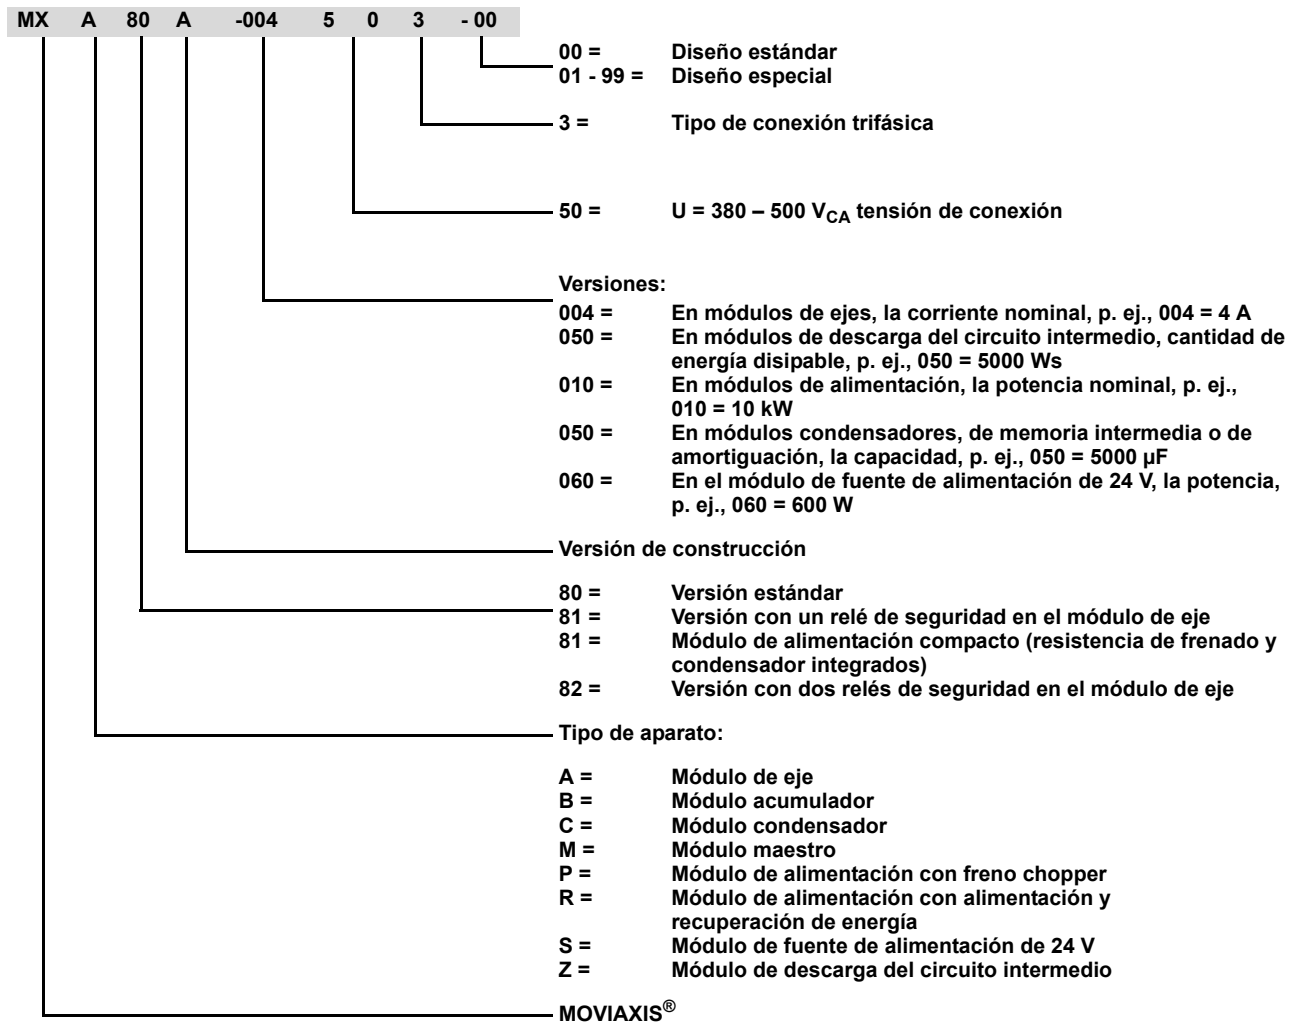 MX A 80 A -004 5 0 3 - 00
00 = Diseño estándar
01 - 99 = Diseño especial
3 = Tipo de conexión trifásica
50 = U = 380 – 500 VCA tensión de conexión
Versiones:
004 = En módulos de ejes, la corriente nominal, p. ej., 004 = 4 A
050 = En módulos de descarga del circuito intermedio, cantidad de
energía disipable, p. ej., 050 = 5000 Ws
010 = En módulos de alimentación, la potencia nominal, p. ej.,
010 = 10 kW
050 = En módulos condensadores, de memoria intermedia o de
amortiguación, la capacidad, p. ej., 050 = 5000 µF
060 = En el módulo de fuente de alimentación de 24 V, la potencia,
p. ej., 060 = 600 W
Versión de construcción
80 = Versión estándar
81 = Versión con un relé de seguridad en el módulo de eje
81 = Módulo de alimentación compacto (resistencia de frenado y
condensador integrados)
82 = Versión con dos relés de seguridad en el módulo de eje
Tipo de aparato:
A = Módulo de eje
B = Módulo acumulador
C = Módulo condensador
M = Módulo maestro
P = Módulo de alimentación con freno chopper
R = Módulo de alimentación con alimentación y
recuperación de energía
S = Módulo de fuente de alimentación de 24 V
Z = Módulo de descarga del circuito intermedio
MOVIAXIS®